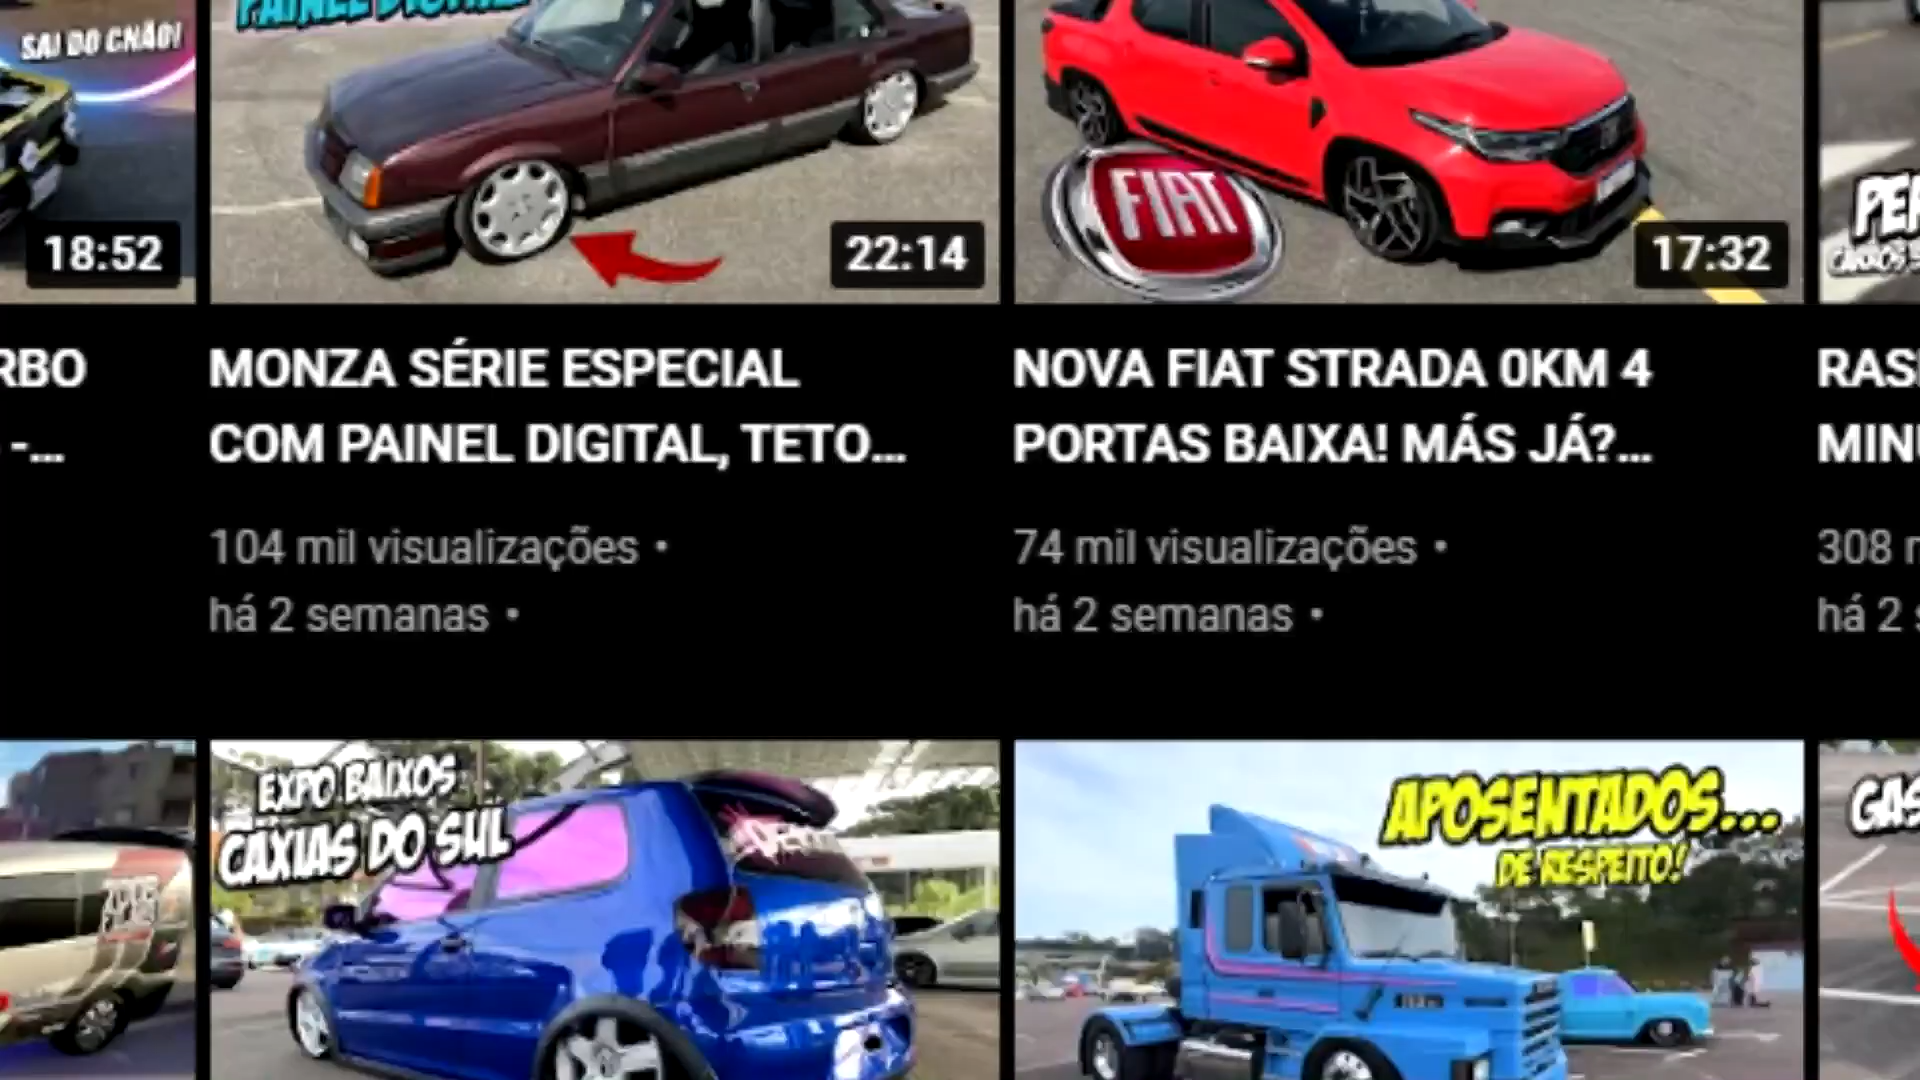 PAINEL DIGITAL
SAI DO CHÃO!
FIAT
18:52
22:14
17:32
RBO
-...
MONZA SÉRIE ESPECIAL
COM PAINEL DIGITAL, TETO...
104 mil visualizações •
há 2 semanas •
NOVA FIAT STRADA 0KM 4
PORTAS BAIXA! MÁS JÁ?...
74 mil visualizações •
há 2 semanas •
308
há 2
EXPO BAIXOS
CAXIAS DO SUL
APOSENTADOS...
DE RESPEITO!